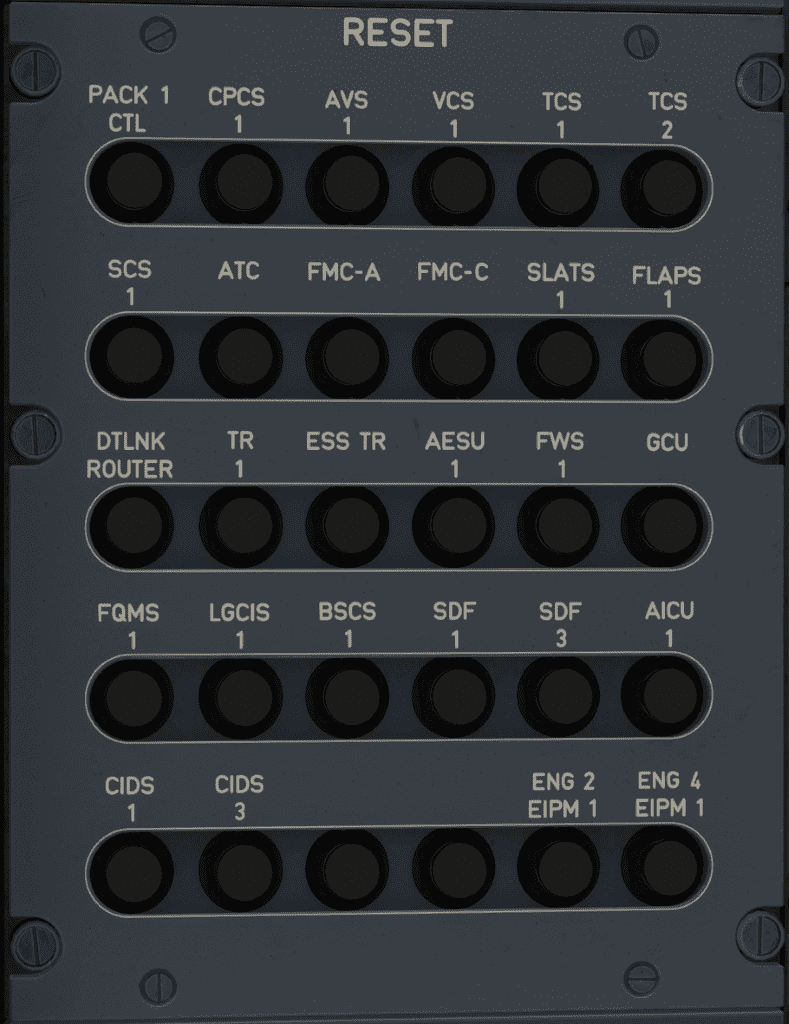 RESET
PACK 1 CPCS AVS VCS TCS TCS
CTL 1 1 1 1 2
SCS ATC FMC-A FMC-C SLATS FLAPS
1 1 1
DTLNK TR ESS TR AESU FWS GCU
ROUTER 1 1 1
FQMS LGCIS BSCS SDF SDF AICU
1 1 1 1 3 1
CIDS CIDS ENG 2 ENG 4
1 3 EIPM 1 EIPM 1